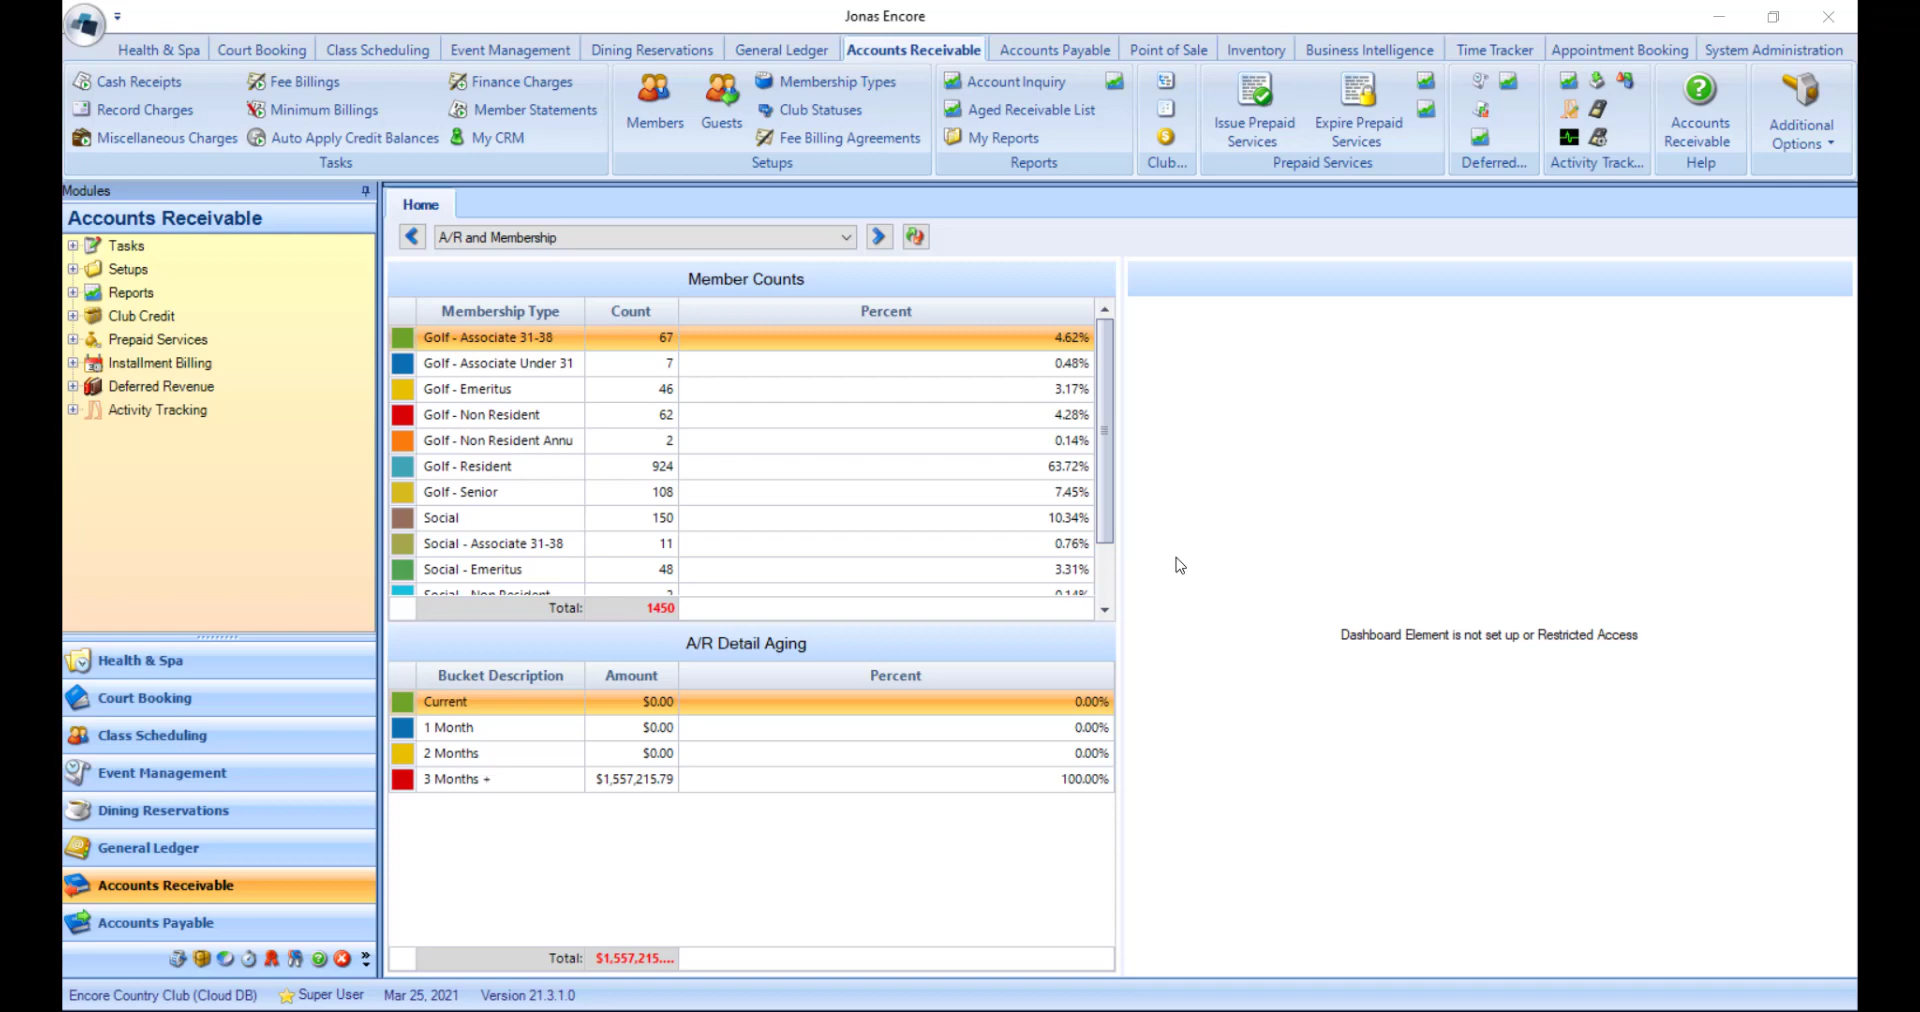 Jonas Encore
Health & Spa
Court Booking
Class Scheduling
Event Management
Dining Reservations
General Ledger
Accounts Receivable
Accounts Payable
Point of Sale
Inventory
Business Intelligence
Time Tracker
Appointment Booking
System Administration
Cash Receipts
Fee Billings
Finance Charges
Record Charges
Minimum Billings
Member Statements
Miscellaneous Charges
Auto Apply Credit Balances
My CRM
Tasks
Members
Guests
Membership Types
Club Statuses
Fee Billing Agreements
Setups
Account Inquiry
Aged Receivable List
My Reports
Reports
Club...
Issue Prepaid
Services
Expire Prepaid
Services
Prepaid Services
Deferred...
Activity Track...
Accounts
Receivable
Help
Additional
Options
Modules
Accounts Receivable
Tasks
Setups
Reports
Club Credit
Prepaid Services
Installment Billing
Deferred Revenue
Activity Tracking
Health & Spa
Court Booking
Class Scheduling
Event Management
Dining Reservations
General Ledger
Accounts Receivable
Accounts Payable
Home
A/R and Membership
Member Counts
Membership Type Count Percent
Golf - Associate 31-38 67 4.62%
Golf - Associate Under 31 7 0.48%
Golf - Emeritus 46 3.17%
Golf - Non Resident 62 4.28%
Golf - Non Resident Annu 2 0.14%
Golf - Resident 924 63.72%
Golf - Senior 108 7.45%
Social 150 10.34%
Social - Associate 31-38 11 0.76%
Social - Emeritus 48 3.31%
Social - Non Resident 2 0.14%
Total: 1450
A/R Detail Aging
Bucket Description Amount Percent
Current $0.00 0.00%
1 Month $0.00 0.00%
2 Months $0.00 0.00%
3 Months + $1,557,215.79 100.00%
Total: $1,557,215....
Dashboard Element is not set up or Restricted Access
Encore Country Club (Cloud DB) Super User Mar 25, 2021 Version 21.3.1.0